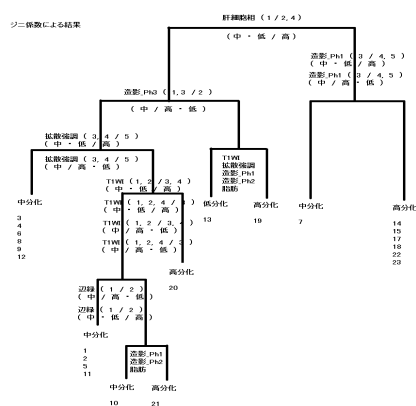 ジニ係数による結果
肝細胞相 ( 1 / 2, 4 )
( 中 ・ 低 / 高 )
造影_Ph1 ( 3 / 4, 5 )
( 中 / 高 ・ 低 )
造影_Ph1 ( 3 / 4, 5 )
( 中 ・ 低 / 高 )
造影_Ph3 ( 1, 3 / 2 )
( 中 / 高 ・ 低 )
拡散強調 ( 3, 4 / 5 )
( 中 ・ 低 / 高 )
拡散強調 ( 3, 4 / 5 )
( 中 / 高 ・ 低 )
T1WI
拡散強調
造影_Ph1
造影_Ph2
脂肪
T1WI ( 1, 2 / 3, 4 )
( 中 ・ 低 / 高 )
T1WI ( 1, 2, 4 /
( 中 ・ 低 / 高 )
T1WI ( 1, 2 / 3, 4
( 中 / 高 ・ 低 )
T1WI ( 1, 2, 4 / 3 )
( 中 / 高 ・ 低 )
中分化
3
4
6
8
9
12
低分化
13
高分化
19
中分化
7
高分化
14
15
17
18
22
23
高分化
20
辺縁 ( 1 / 2 )
( 中 / 高 ・ 低 )
辺縁 ( 1 / 2 )
( 中 ・ 低 / 高 )
中分化
1
2
5
11
造影_Ph1
造影_Ph2
脂肪
中分化
10
高分化
21